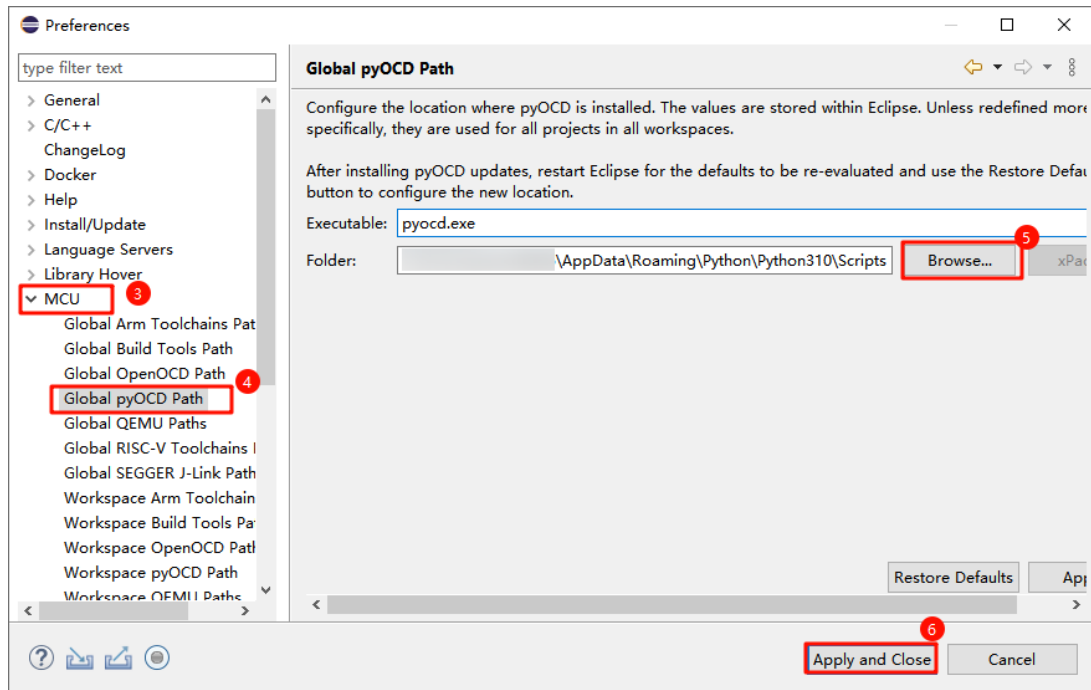 Preferences
type filter text
General
C/C++
ChangeLog
Docker
Help
Install/Update
Language Servers
Library Hover
MCU
3
Global Arm Toolchains Pat
Global Build Tools Path
Global OpenOCD Path
4
Global pyOCD Path
Global QEMU Paths
Global RISC-V Toolchains
Global SEGGER J-Link Path
Workspace Arm Toolchain
Workspace Build Tools Pa
Workspace OpenOCD Path
Workspace pyOCD Path
Workspace QEMU Paths
Global pyOCD Path
Configure the location where pyOCD is installed. The values are stored within Eclipse. Unless redefined more
specifically, they are used for all projects in all workspaces.
After installing pyOCD updates, restart Eclipse for the defaults to be re-evaluated and use the Restore Defau
button to configure the new location.
Executable: pyocd.exe
5
Folder: \AppData\Roaming\Python\Python310\Scripts Browse... xPac
Restore Defaults App
6
? Apply and Close Cancel